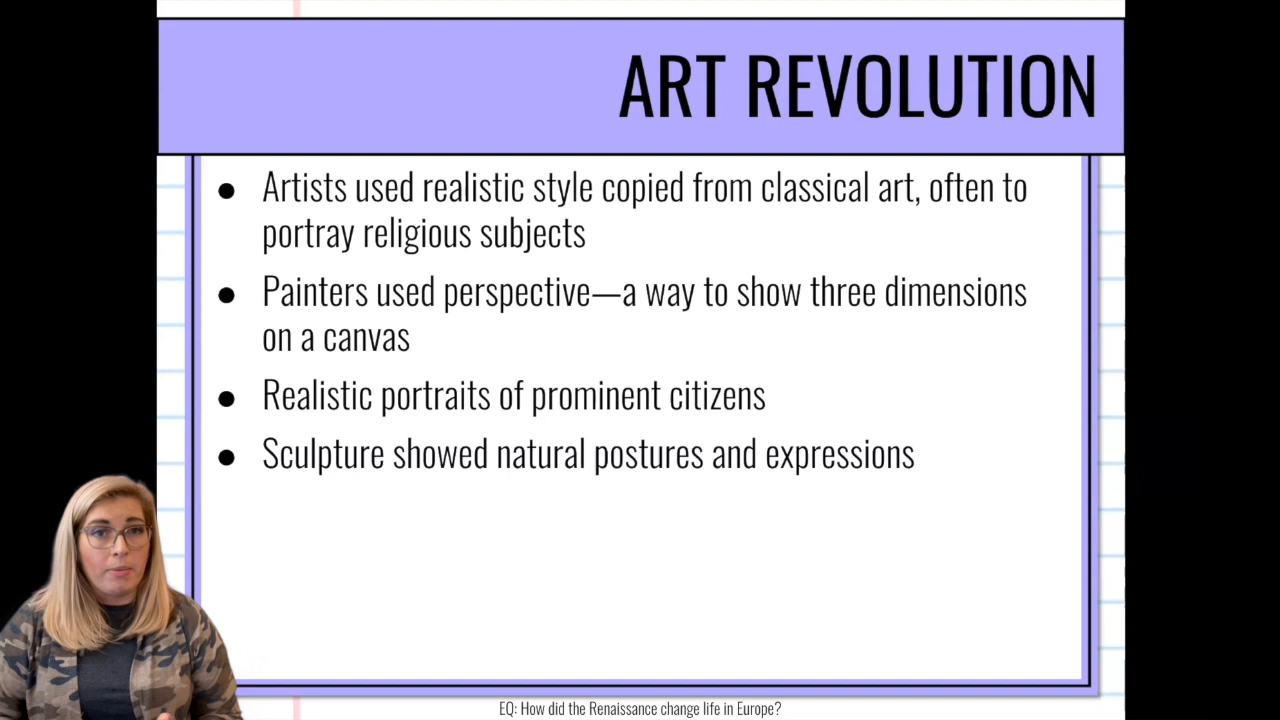 ART REVOLUTION
● Artists used realistic style copied from classical art, often to
portray religious subjects
● Painters used perspective—a way to show three dimensions
on a canvas
● Realistic portraits of prominent citizens
● Sculpture showed natural postures and expressions
EQ: How did the Renaissance change life in Europe?